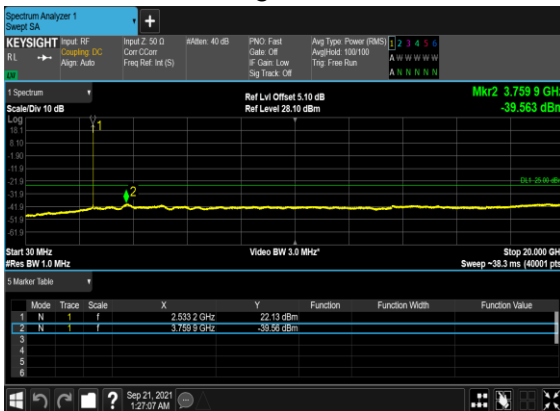 Spectrum Analyzer 1
Swept SA
KEYSIGHT
Input: RF
Coupling: DC
Align: Auto
Input Z: 50 Ω
Corr CCorr
Freq Ref: Int (S)
#Atten: 40 dB
PNO: Fast
Gate: Off
IF Gain: Low
Sig Track: Off
Avg Type: Power (RMS)
Avg|Hold: 100/100
Trig: Free Run
1 2 3 4 5 6
A W W W W W
A N N N N N
RL
LV
1 Spectrum
Scale/Div 10 dB
Ref Lvl Offset 5.10 dB
Ref Level 28.10 dBm
Mkr2 3.759 9 GHz
-39.563 dBm
Log
18.1
8.10
-1.90
-11.9
-21.9
-31.9
-41.9
-51.9
-61.9
1
2
DL1 -25.00 dBm
Start 30 MHz
#Res BW 1.0 MHz
Video BW 3.0 MHz*
Stop 20.000 GH
Sweep ~38.3 ms (40001 pts
5 Marker Table
Mode Trace Scale X Y Function Function Width Function Value
1 N 1 f 2.533 2 GHz 22.13 dBm
2 N 1 f 3.759 9 GHz -39.56 dBm
3
4
5
6
?
Sep 21, 2021
1:27:07 AM